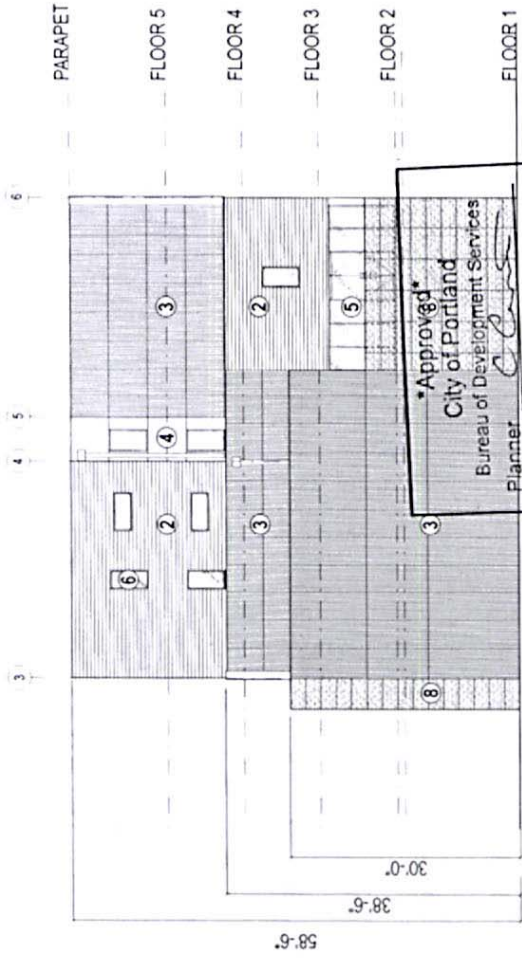 PARAPET
FLOOR 5
FLOOR 4
FLOOR 3
FLOOR 2
FLOOR 1
3
4
5
6
6
2
4
3
3
2
5
3
8
*Approved*
City of Portland
Bureau of Development Services
Planner
30'-0"
38'-6"
58'-6"